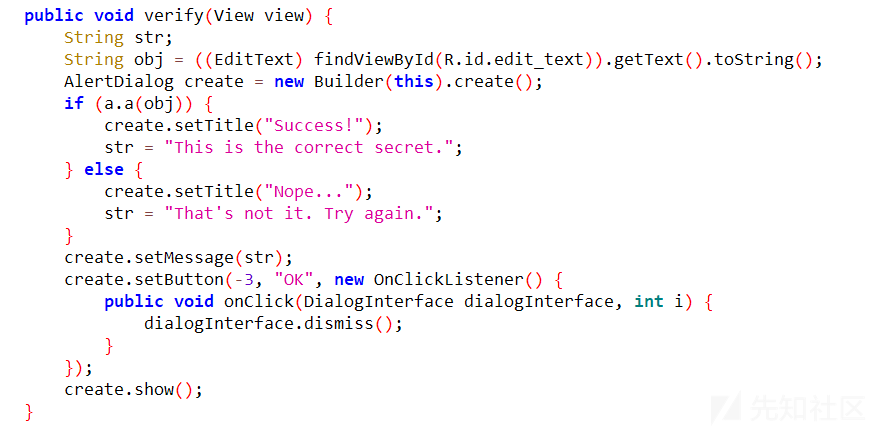 public void verify(View view) {
    String str;
    String obj = ((EditText) findViewById(R.id.edit_text)).getText().toString();
    AlertDialog create = new Builder(this).create();
    if (a.a(obj)) {
        create.setTitle("Success!");
        str = "This is the correct secret.";
    } else {
        create.setTitle("Nope...");
        str = "That's not it. Try again.";
    }
    create.setMessage(str);
    create.setButton(-3, "OK", new OnClickListener() {
        public void onClick(DialogInterface dialogInterface, int i) {
            dialogInterface.dismiss();
        }
    });
    create.show();
}
先知社区